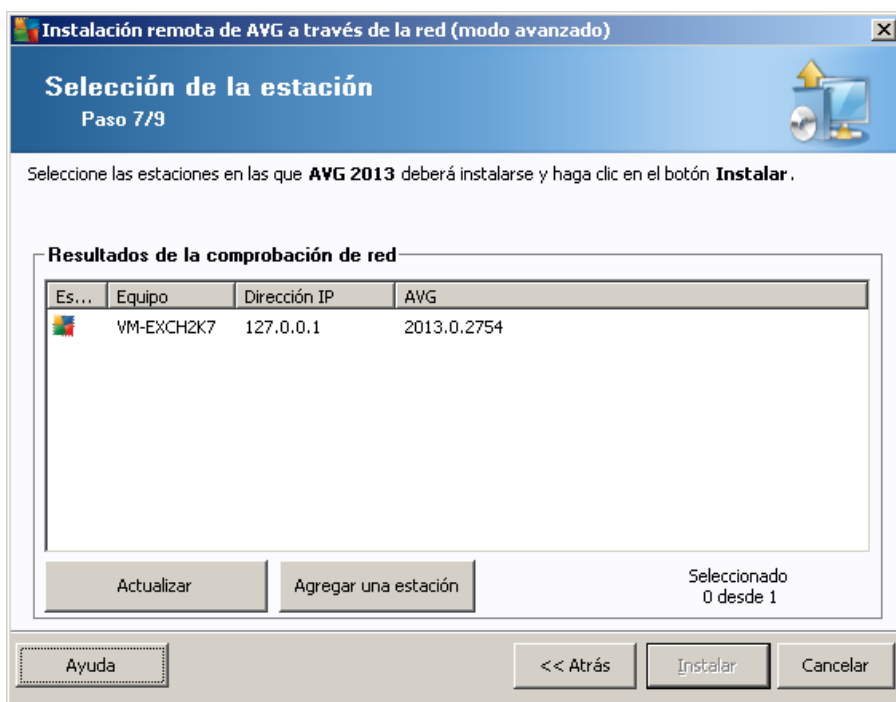 Instalación remota de AVG a través de la red (modo avanzado)
Selección de la estación
Paso 7/9
Seleccione las estaciones en las que AVG 2013 deberá instalarse y haga clic en el botón Instalar.
Resultados de la comprobación de red
Es... Equipo Dirección IP AVG
VM-EXCH2K7 127.0.0.1 2013.0.2754
Actualizar Agregar una estación
Seleccionado
0 desde 1
Ayuda << Atrás Instalar Cancelar